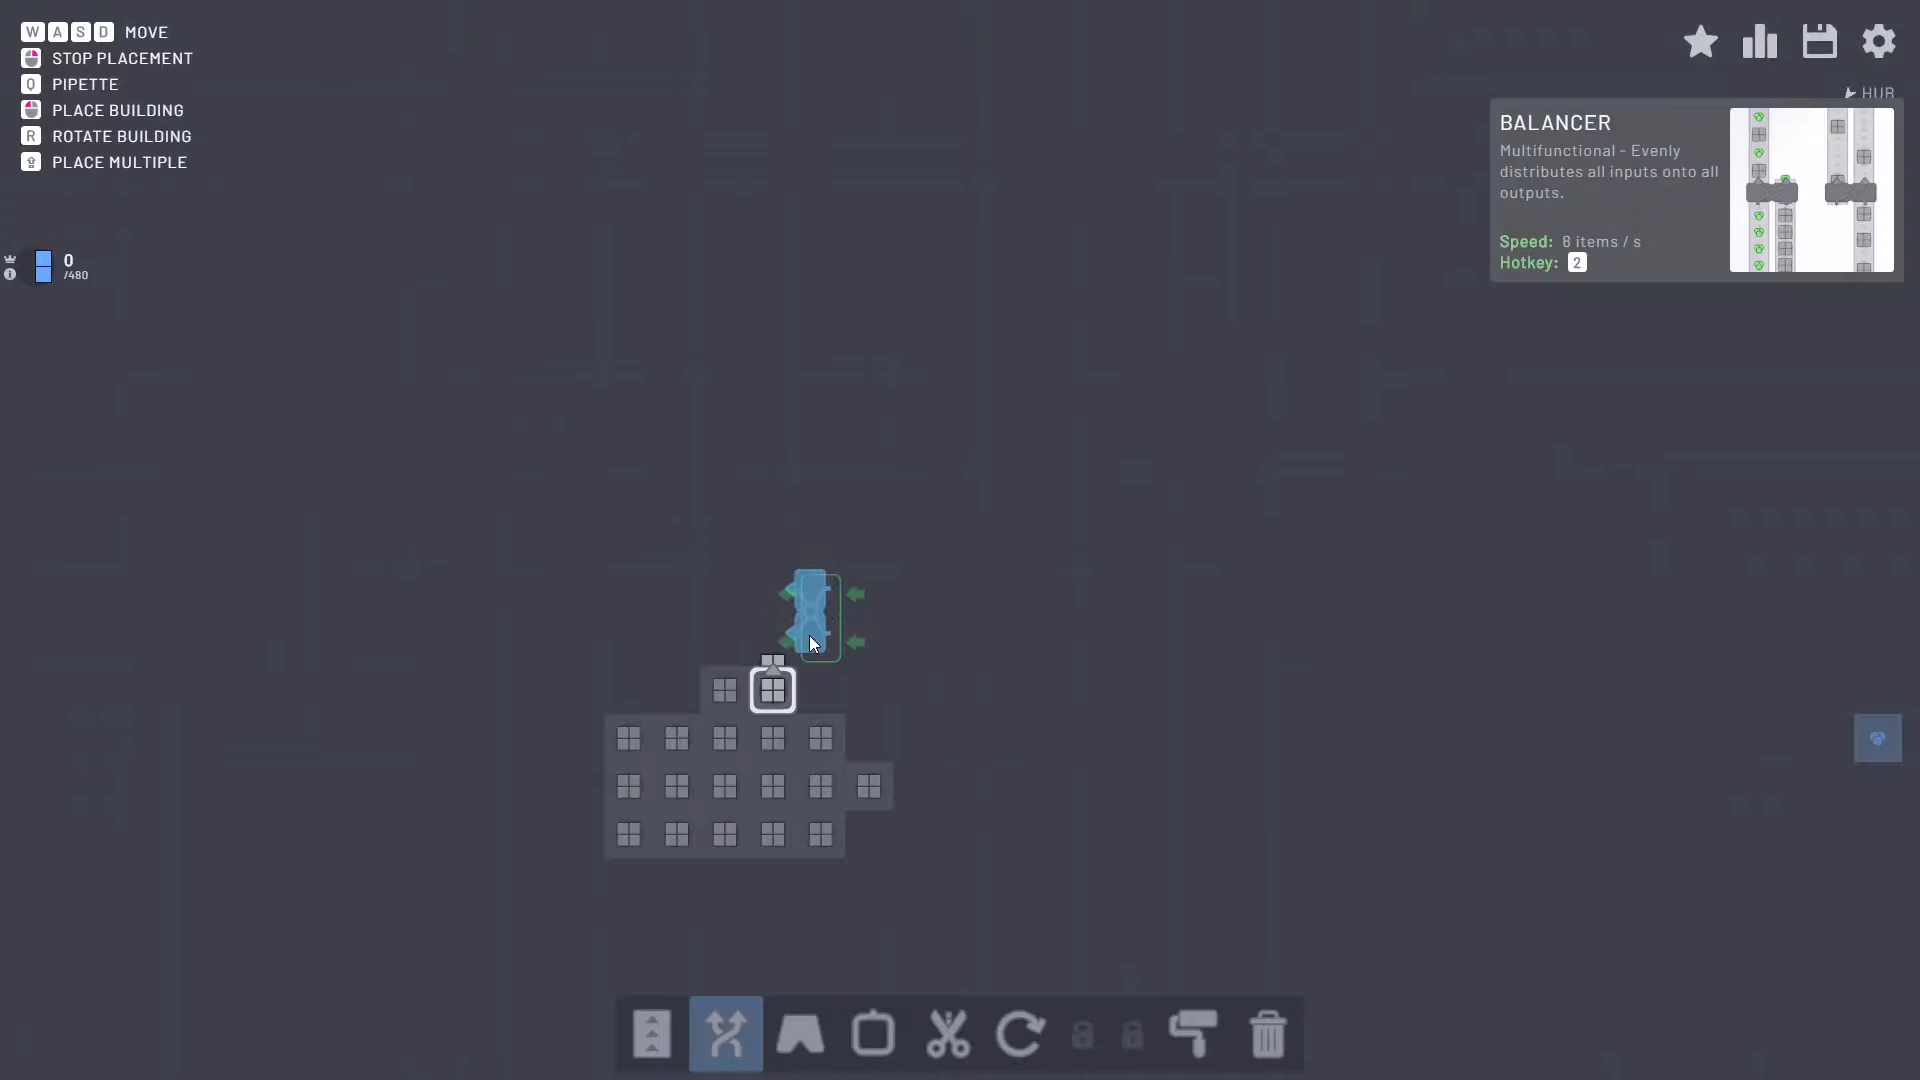 W A S D MOVE
STOP PLACEMENT
Q PIPETTE
PLACE BUILDING
R ROTATE BUILDING
PLACE MULTIPLE
0
/480
HUB
BALANCER
Multifunctional - Evenly
distributes all inputs onto all
outputs.
Speed: 8 items / s
Hotkey: 2